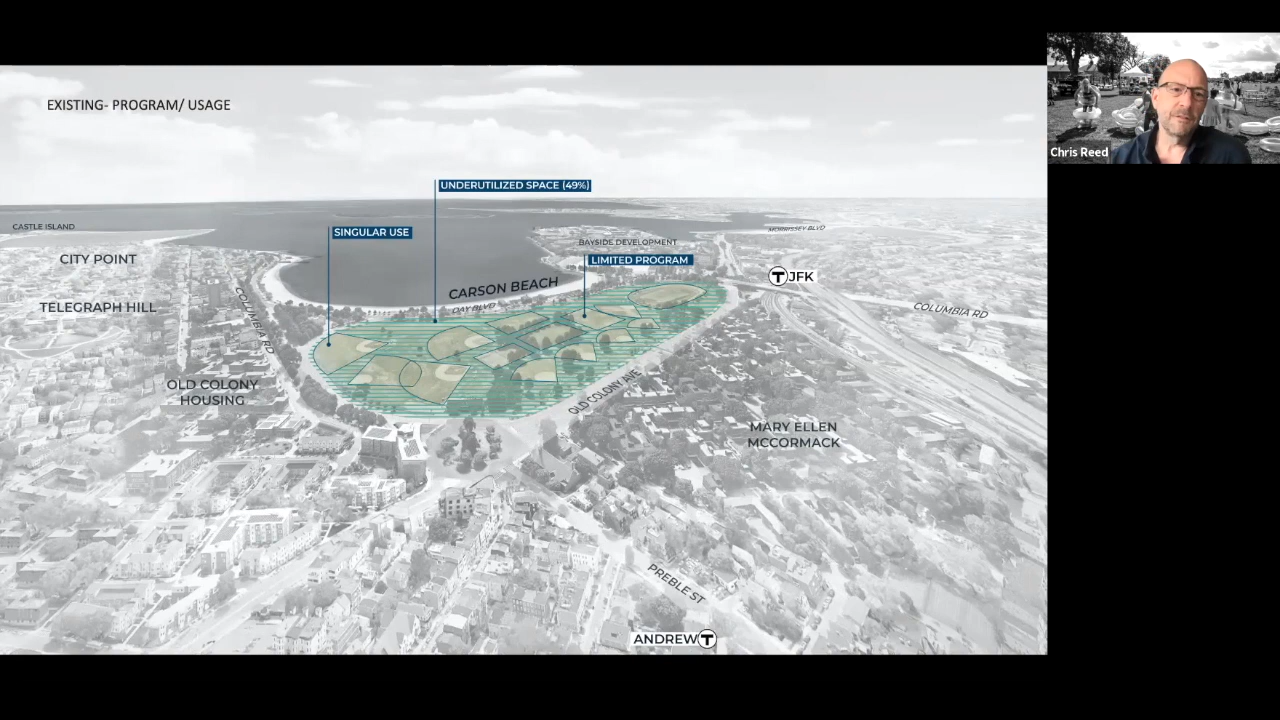 EXISTING- PROGRAM/ USAGE
Chris Reed
UNDERUTILIZED SPACE (49%)
CASTLE ISLAND
SINGULAR USE
MORRISSEY BLVD
BAYSIDE DEVELOPMENT
CITY POINT
LIMITED PROGRAM
T JFK
CARSON BEACH
DAY BLVD
TELEGRAPH HILL
COLUMBIA RD
COLUMBIA RD
OLD COLONY
HOUSING
OLD COLONY AVE
MARY ELLEN
MCCORMACK
PREBLE ST
ANDREW T